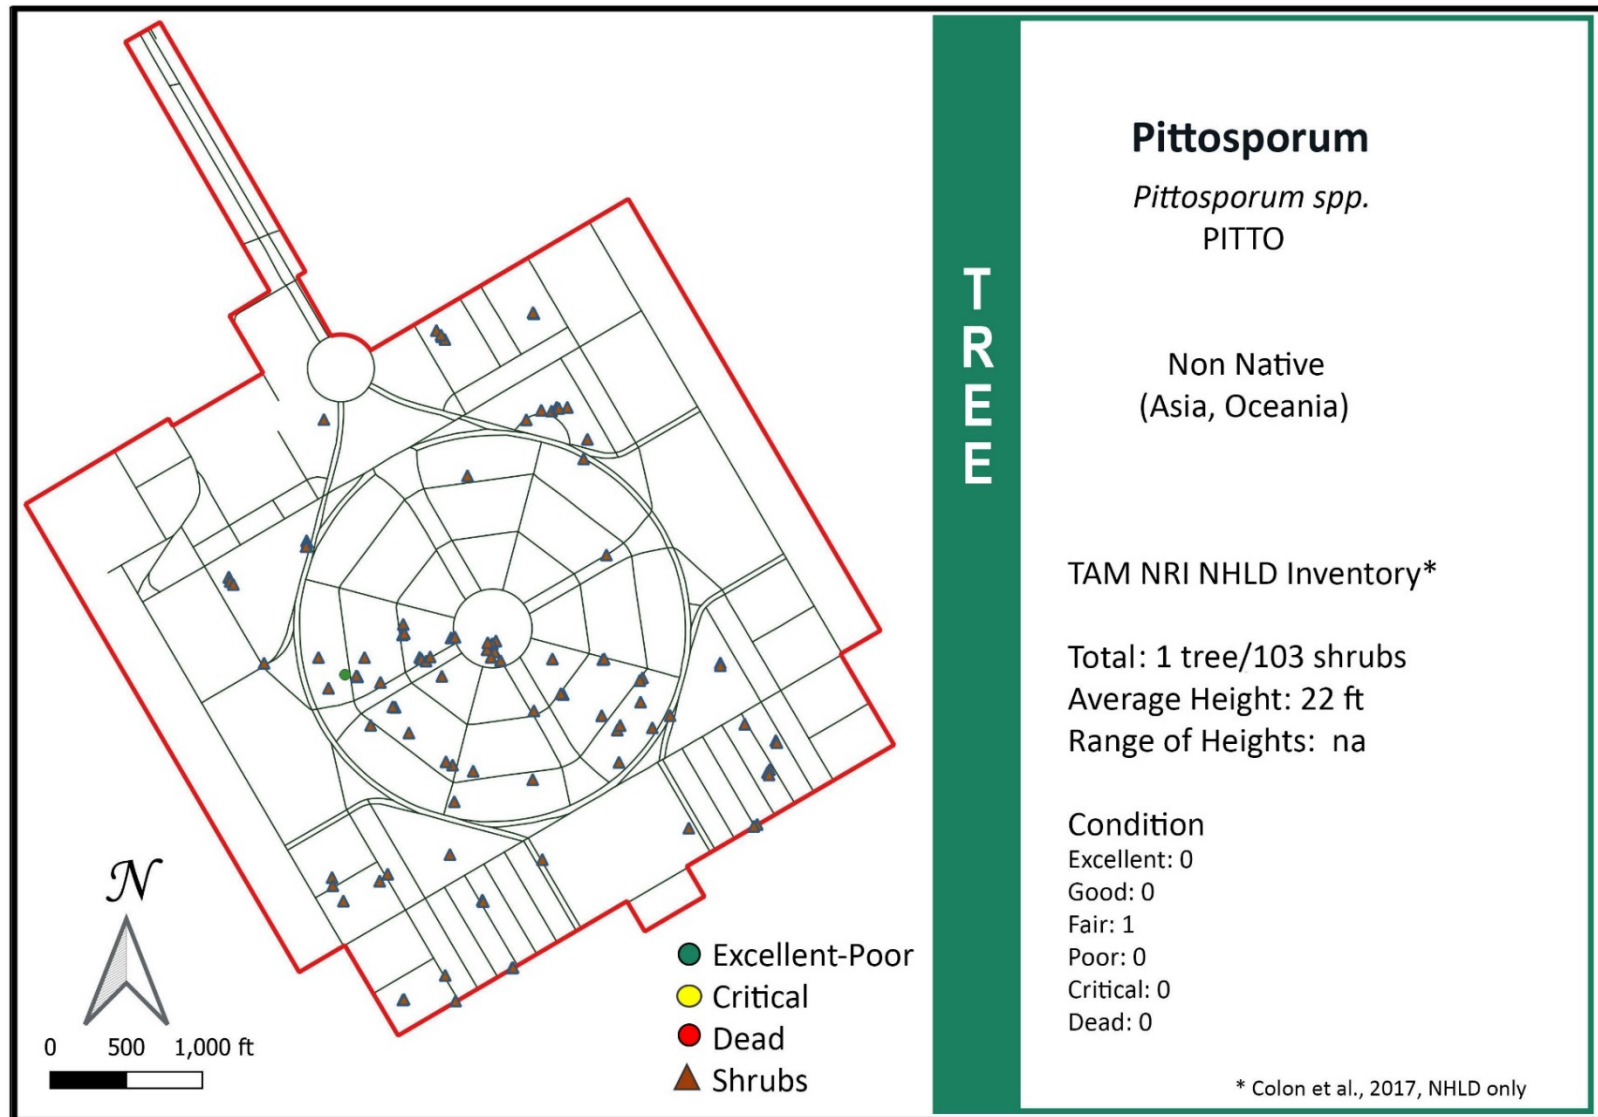 N
0 500 1,000 ft
Excellent-Poor
Critical
Dead
Shrubs
TREE
Pittosporum
Pittosporum spp.
PITTO
Non Native
(Asia, Oceania)
TAM NRI NHLD Inventory*
Total: 1 tree/103 shrubs
Average Height: 22 ft
Range of Heights: na
Condition
Excellent: 0
Good: 0
Fair: 1
Poor: 0
Critical: 0
Dead: 0
* Colon et al., 2017, NHLD only